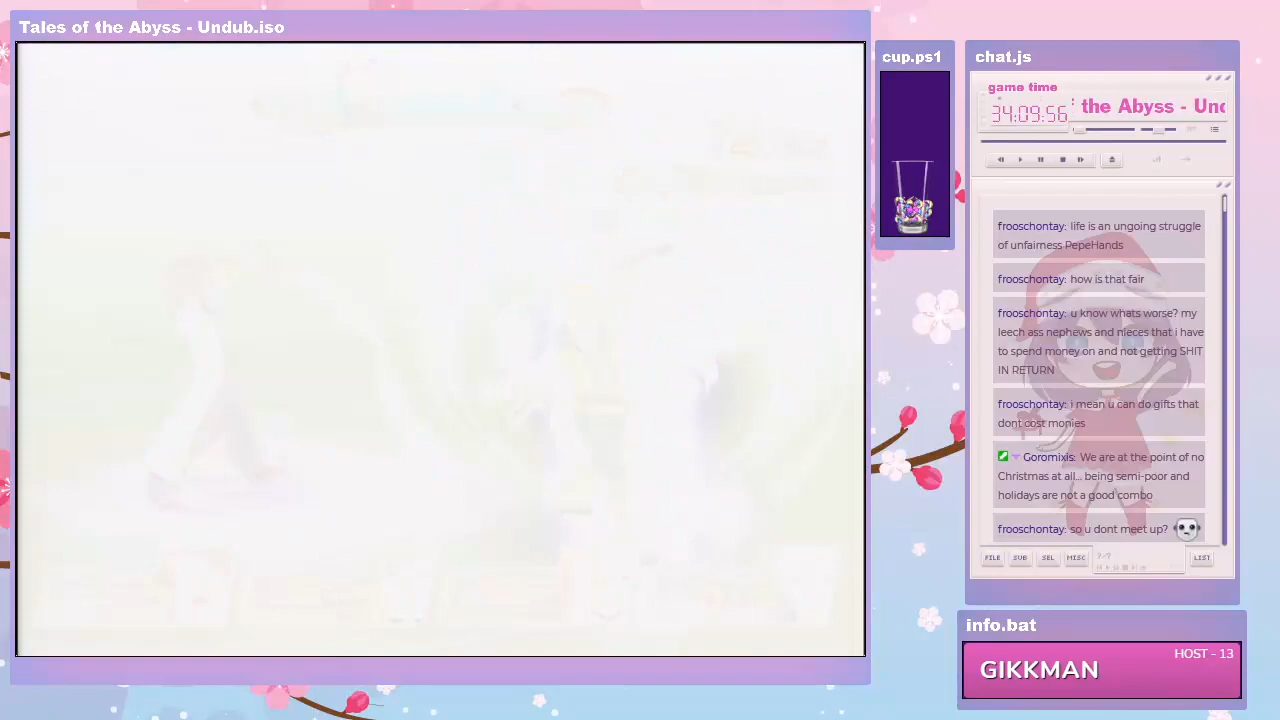 Tales of the Abyss - Undub.iso
cup.ps1
chat.js
game time
34:09:56
the Abyss - Und
frooschontay: life is an ungoing struggle
of unfairness PepeHands
frooschontay: how is that fair
frooschontay: u know whats worse? my
leech ass nephews and nieces that i have
to spend money on and not getting SHIT
IN RETURN
frooschontay: i mean u can do gifts that
dont cost monies
Goromixis: We are at the point of no
Christmas at all... being semi-poor and
holidays are not a good combo
frooschontay: so u dont meet up?
FILE
SUB
SEL
MISC
LIST
info.bat
HOST - 13
GIKKMAN